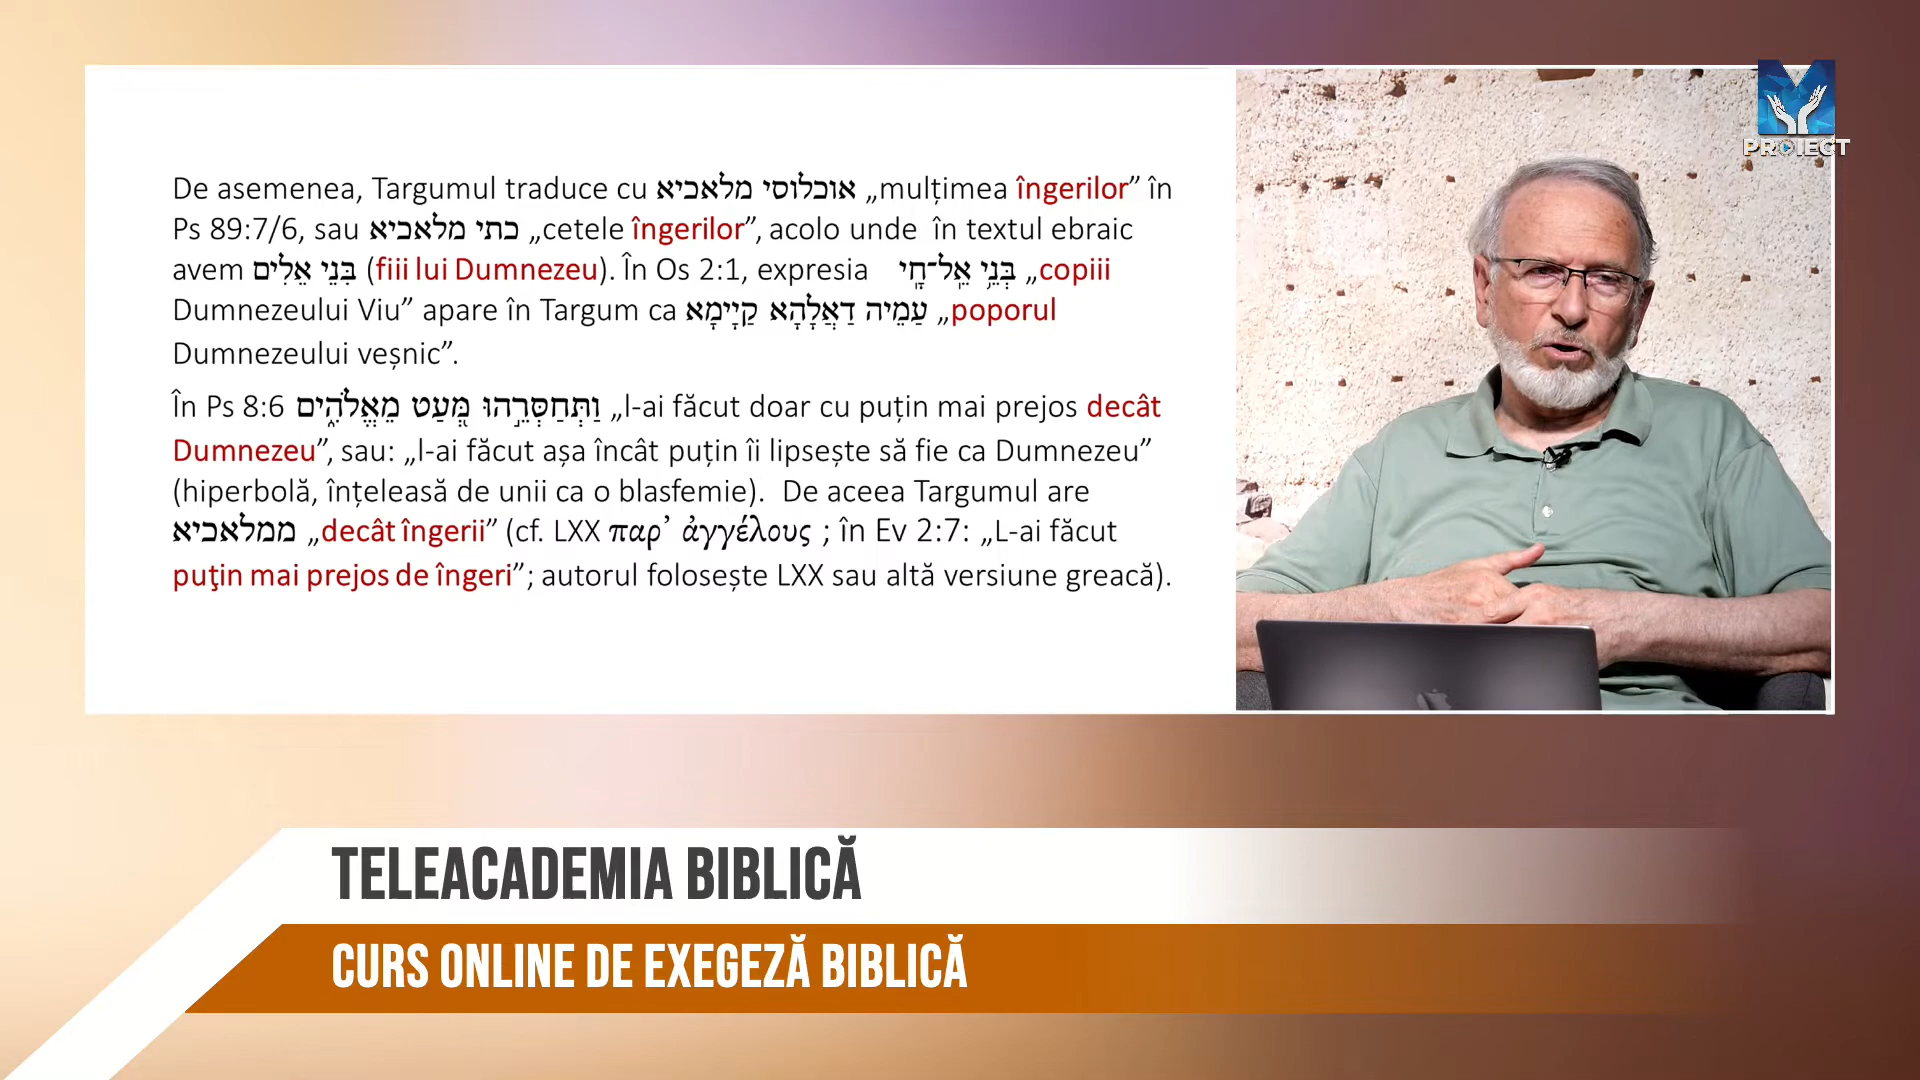 De asemenea, Targumul traduce cu אוכלוסי מלאכיא „mulțimea îngerilor” în
Ps 89:7/6, sau כתי מלאכיא „cetele îngerilor”, acolo unde în textul ebraic
avem בִּנֵי אֵלִים (fiii lui Dumnezeu). În Os 2:1, expresia בְּנֵ֥י אֵֽל־חָֽי „copiii
Dumnezeului Viu” apare în Targum ca עַמֵיה דַאֲלָהָא קַיָימָא „poporul
Dumnezeului veșnic”.
În Ps 8:6 וַתְּחַסְּרֵ֣הוּ מְּ֭עַט מֵאֱלֹהִ֑ים „l-ai făcut doar cu puțin mai prejos decât
Dumnezeu”, sau: „l-ai făcut așa încât puțin îi lipsește să fie ca Dumnezeu”
(hiperbolă, înțeleasă de unii ca o blasfemie). De aceea Targumul are
ממלאכיא „decât îngerii” (cf. LXX παρ᾽ ἀγγέλους ; în Ev 2:7: „L-ai făcut
puţin mai prejos de îngeri”; autorul folosește LXX sau altă versiune greacă).
PROIECT
TELEACADEMIA BIBLICĂ
CURS ONLINE DE EXEGEZĂ BIBLICĂ